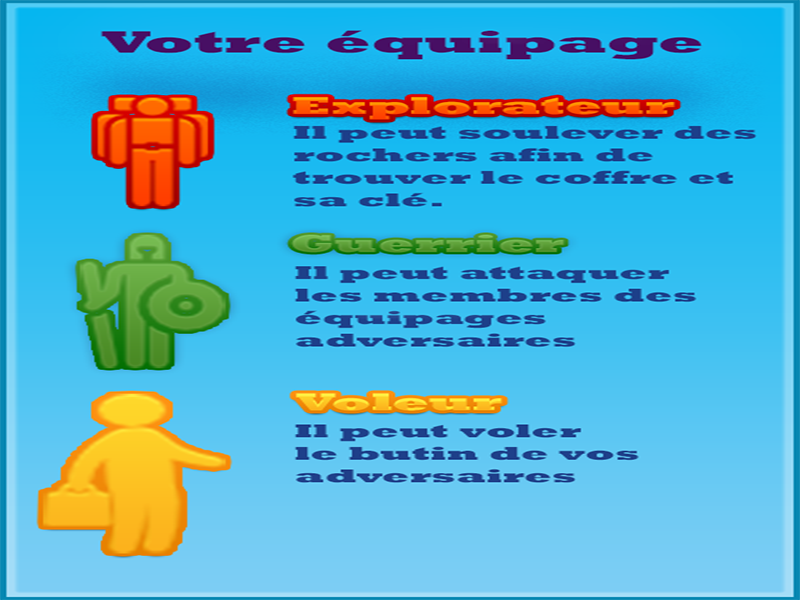 Votre équipage
Explorateur
Il peut soulever des
rochers afin de
trouver le coffre et
sa clé.
Guerrier
Il peut attaquer
les membres des
équipages
adversaires
Voleur
Il peut voler
le butin de vos
adversaires